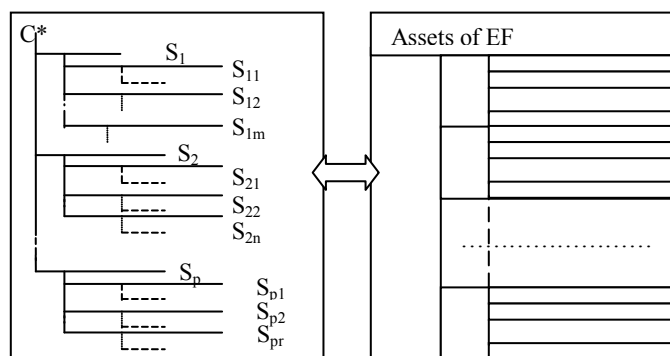 C*
S1
S11
S12
S1m
S2
S21
S22
S2n
Sp
Sp1
Sp2
Spr
Assets of EF